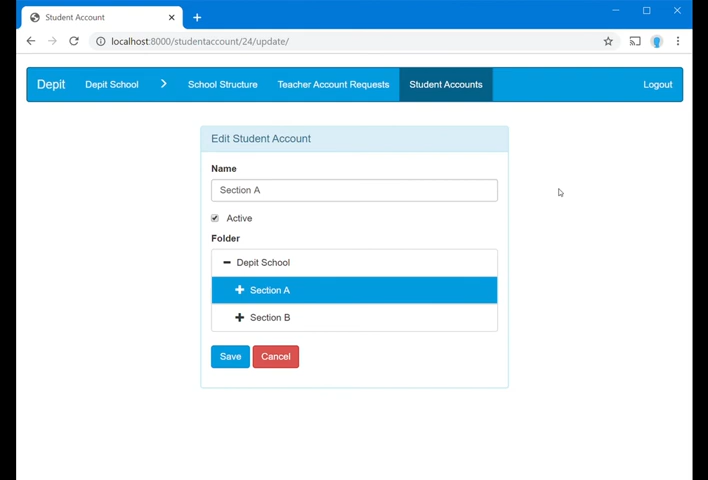 Student Account
localhost:8000/studentaccount/24/update/
Depit Depit School School Structure Teacher Account Requests Student Accounts Logout
Edit Student Account
Name
Section A
Active
Folder
Depit School
Section A
Section B
Save Cancel